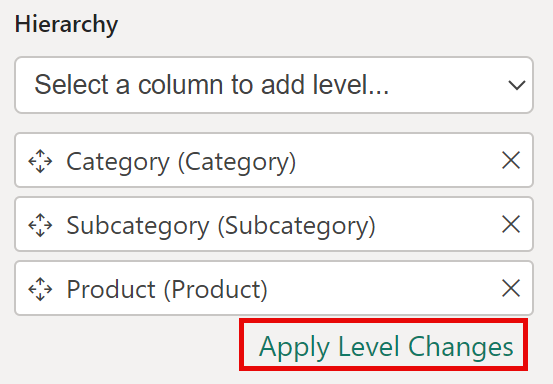 Hierarchy
Select a column to add level...
Category (Category)
Subcategory (Subcategory)
Product (Product)
Apply Level Changes